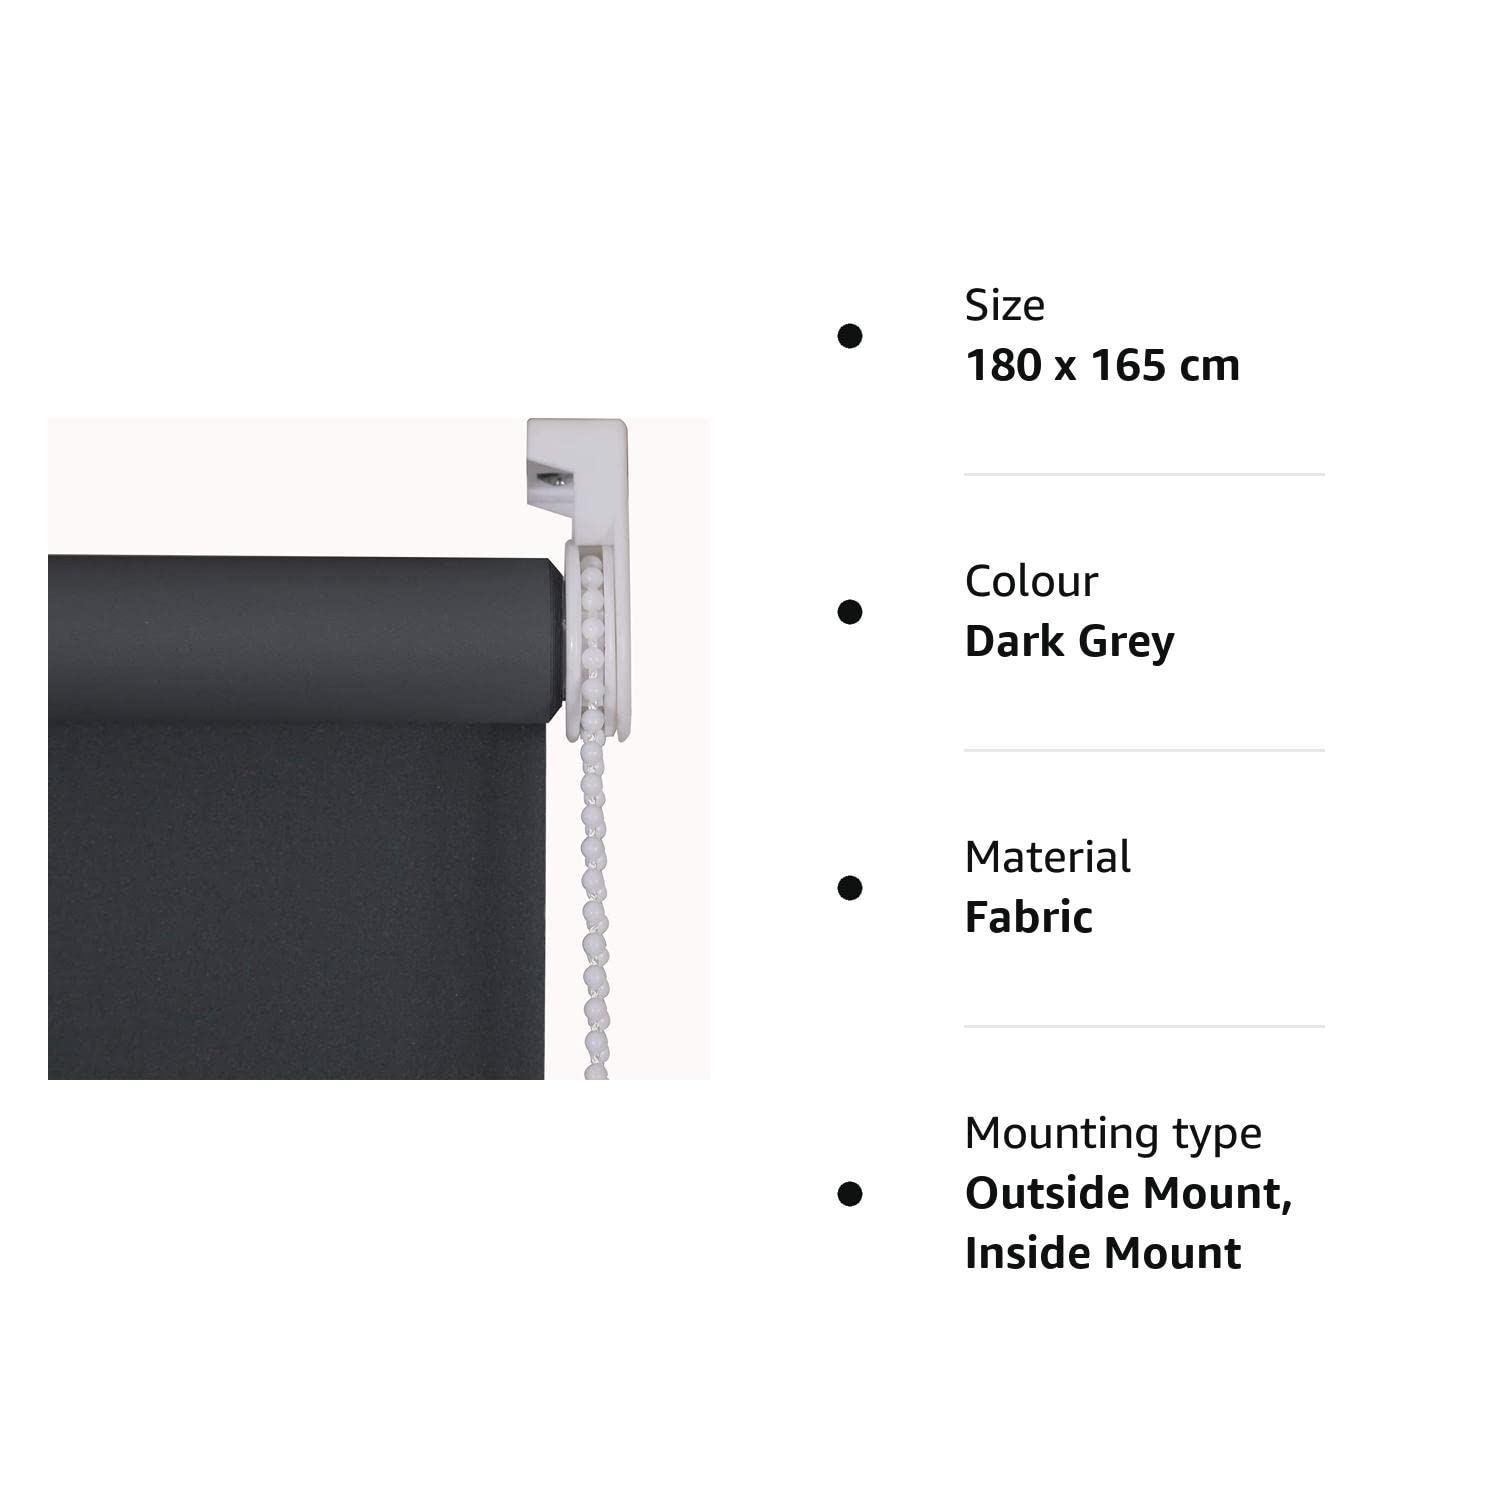 Size
180 x 165 cm
Colour
Dark Grey
Material
Fabric
Mounting type
Outside Mount,
Inside Mount